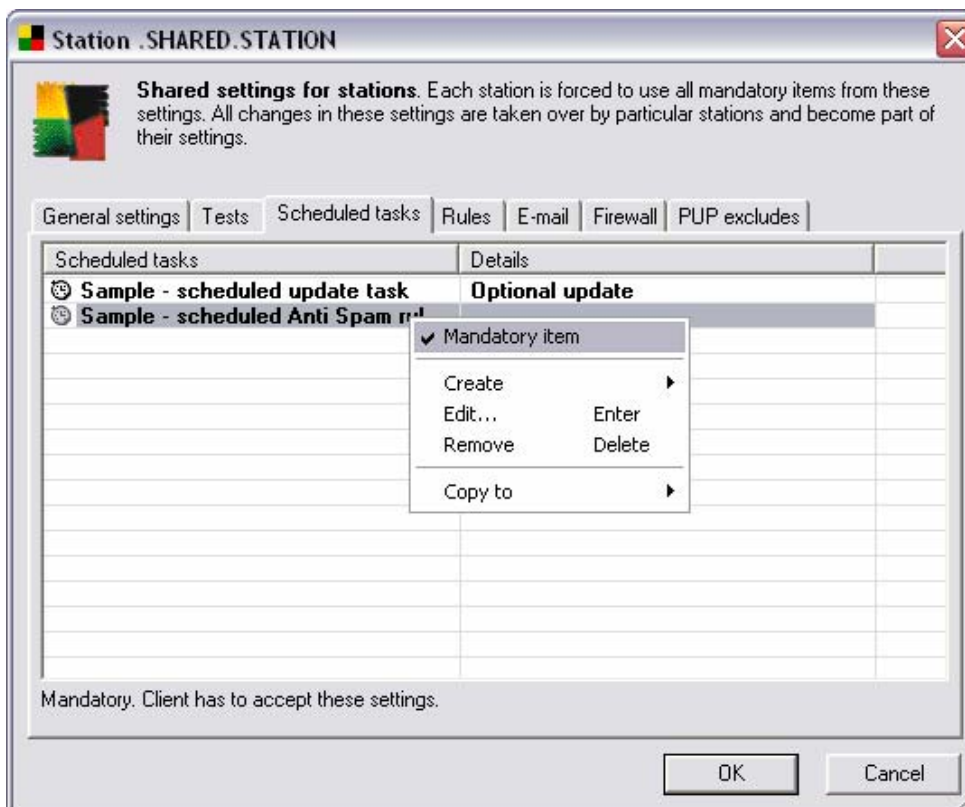 Station .SHARED.STATION
Shared settings for stations. Each station is forced to use all mandatory items from these
settings. All changes in these settings are taken over by particular stations and become part of
their settings.
General settings Tests Scheduled tasks Rules E-mail Firewall PUP excludes
Scheduled tasks Details
Sample - scheduled update task Optional update
Sample - scheduled Anti Spam
Mandatory item
Create
Edit... Enter
Remove Delete
Copy to
Mandatory. Client has to accept these settings.
OK Cancel